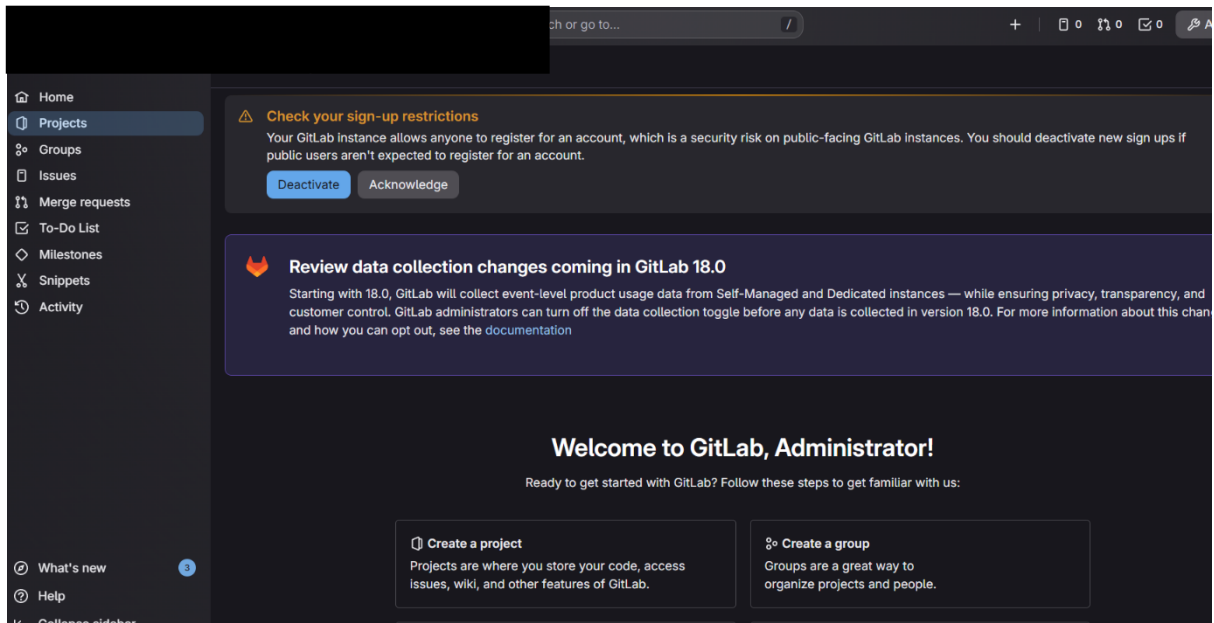 ch or go to...
/
0
0
0
A
Home
Projects
Groups
Issues
Merge requests
To-Do List
Milestones
Snippets
Activity
Check your sign-up restrictions
Your GitLab instance allows anyone to register for an account, which is a security risk on public-facing GitLab instances. You should deactivate new sign ups if
public users aren't expected to register for an account.
Deactivate
Acknowledge
Review data collection changes coming in GitLab 18.0
Starting with 18.0, GitLab will collect event-level product usage data from Self-Managed and Dedicated instances — while ensuring privacy, transparency, and
customer control. GitLab administrators can turn off the data collection toggle before any data is collected in version 18.0. For more information about this chan
and how you can opt out, see the documentation
Welcome to GitLab, Administrator!
Ready to get started with GitLab? Follow these steps to get familiar with us:
Create a project
Projects are where you store your code, access
issues, wiki, and other features of GitLab.
Create a group
Groups are a great way to
organize projects and people.
What's new
3
Help
Collapse sidebar